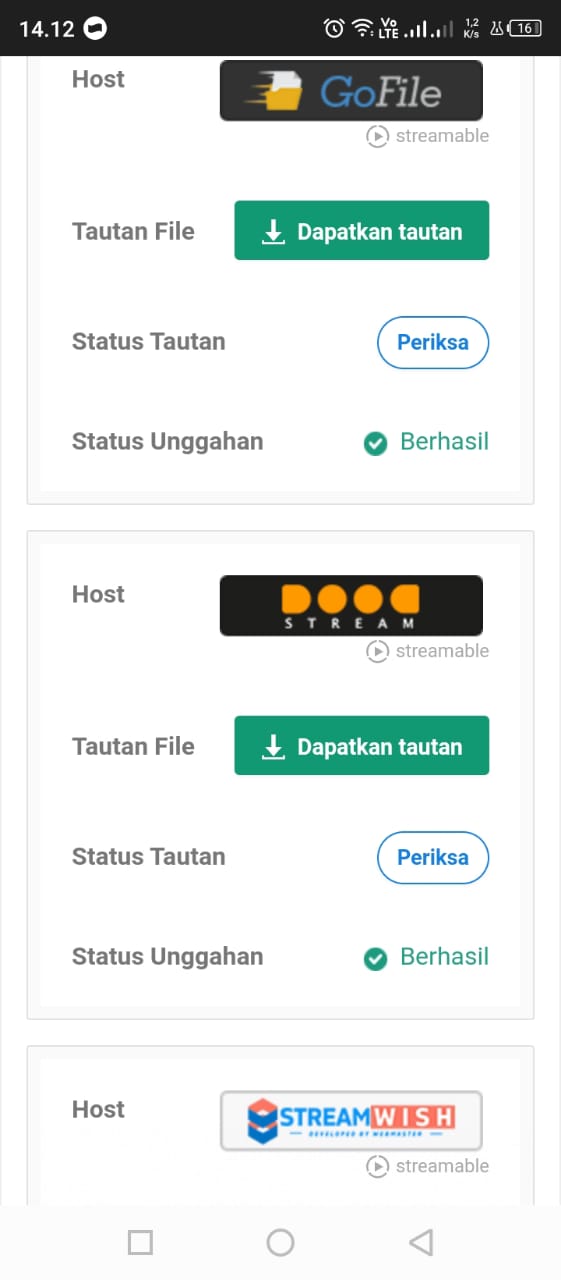 14.12 Vo LTE 1,2 K/s 16
Host GoFile
streamable
Tautan File Dapatkan tautan
Status Tautan Periksa
Status Unggahan Berhasil
Host DOOD
STREAM
streamable
Tautan File Dapatkan tautan
Status Tautan Periksa
Status Unggahan Berhasil
Host STREAMWISH
DEVELOPED BY WEBMASTER
streamable